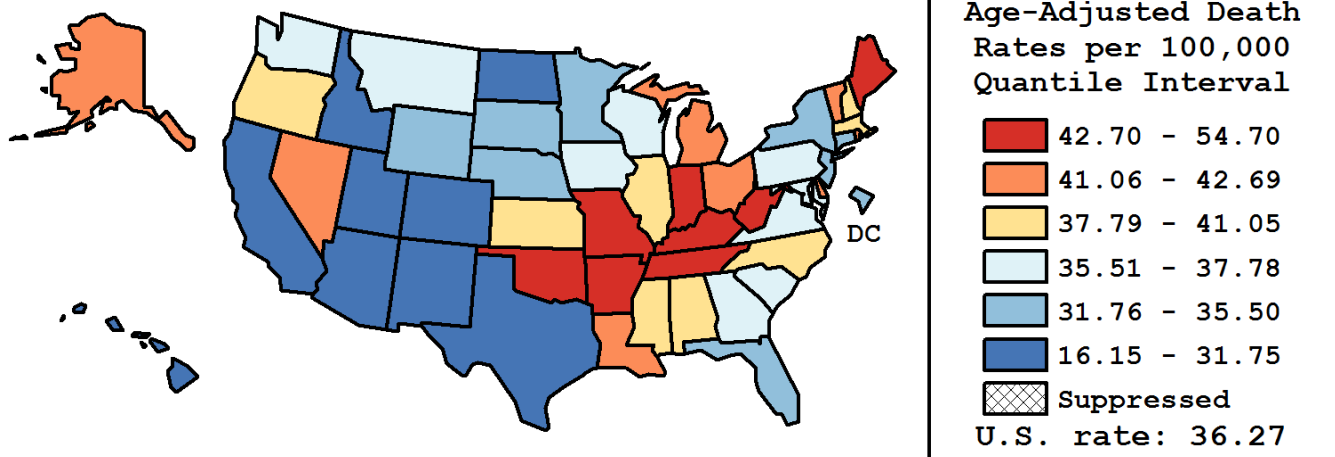 Age-Adjusted Death
Rates per 100,000
Quantile Interval
42.70 - 54.70
41.06 - 42.69
37.79 - 41.05
35.51 - 37.78
31.76 - 35.50
16.15 - 31.75
Suppressed
U.S. rate: 36.27
DC